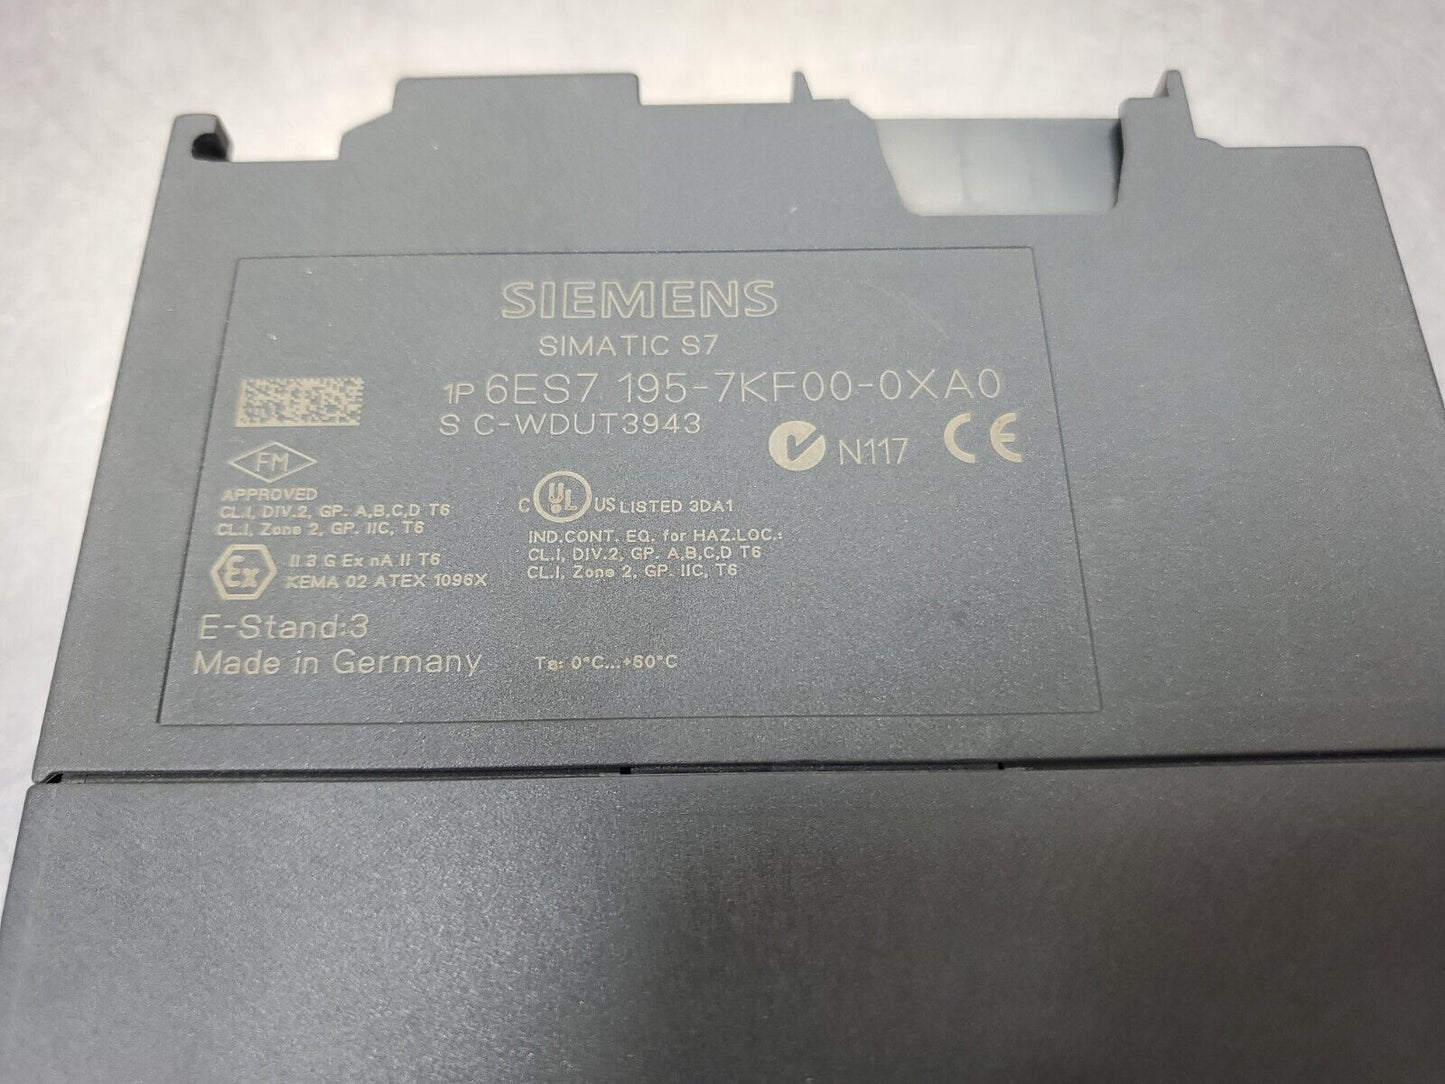 SIEMENS
SIMATIC S7
1P 6ES7 195-7KF00-0XA0
S C-WDUT3943
N117 CE
FM
APPROVED
CL.I, DIV.2, GP. A,B,C,D T6
CL.I, Zone 2, GP. IIC, T6
C UL US LISTED 3DA1
IND.CONT. EQ. for HAZ.LOC.:
CL.I, DIV.2, GP. A,B,C,D T6
CL.I, Zone 2, GP. IIC, T6
Ex II 3 G Ex nA II T6
KEMA 02 ATEX 1096X
E-Stand:3
Made in Germany
Ta: 0°C...+60°C